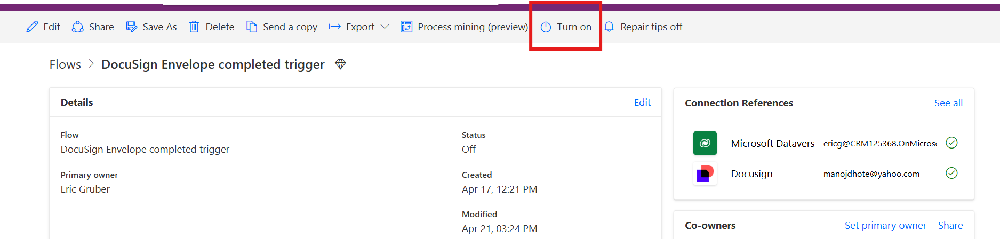 Edit Share Save As Delete Send a copy Export Process mining (preview) Turn on Repair tips off
Flows > DocuSign Envelope completed trigger
Details Edit
Flow
DocuSign Envelope completed trigger
Primary owner
Eric Gruber
Status
Off
Created
Apr 17, 12:21 PM
Modified
Apr 21, 03:24 PM
Connection References See all
Microsoft Datavers ericg@CRM125368.OnMicrosc
Docusign manojdhote@yahoo.com
Co-owners Set primary owner Share